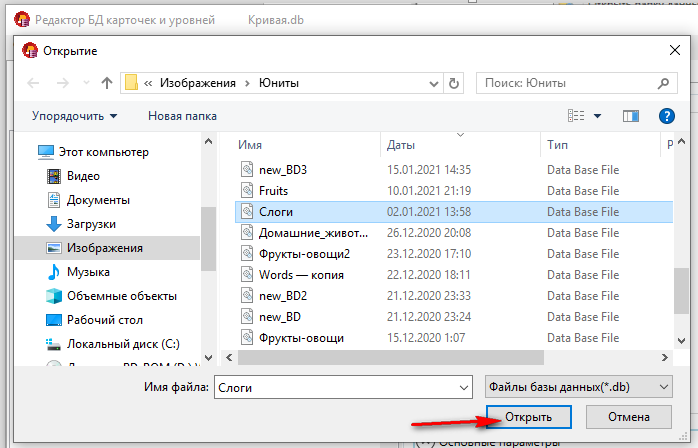 Редактор БД карточек и уровней Кривая.db
Открытие
« Изображения › Юниты
Поиск: Юниты
Упорядочить Новая папка
Этот компьютер
Видео
Документы
Загрузки
Изображения
Музыка
Объемные объекты
Рабочий стол
Локальный диск (C:)
Имя Даты Тип
new_BD3 15.01.2021 14:35 Data Base File
Fruits 10.01.2021 21:19 Data Base File
Слоги 02.01.2021 13:58 Data Base File
Домашние_живот... 26.12.2020 20:08 Data Base File
Фрукты-овощи2 23.12.2020 17:10 Data Base File
Words — копия 22.12.2020 18:11 Data Base File
new_BD2 21.12.2020 23:33 Data Base File
new_BD 21.12.2020 23:24 Data Base File
Фрукты-овощи 15.12.2020 1:07 Data Base File
Имя файла: Слоги Файлы базы данных(*.db)
Открыть Отмена
Основные параметры